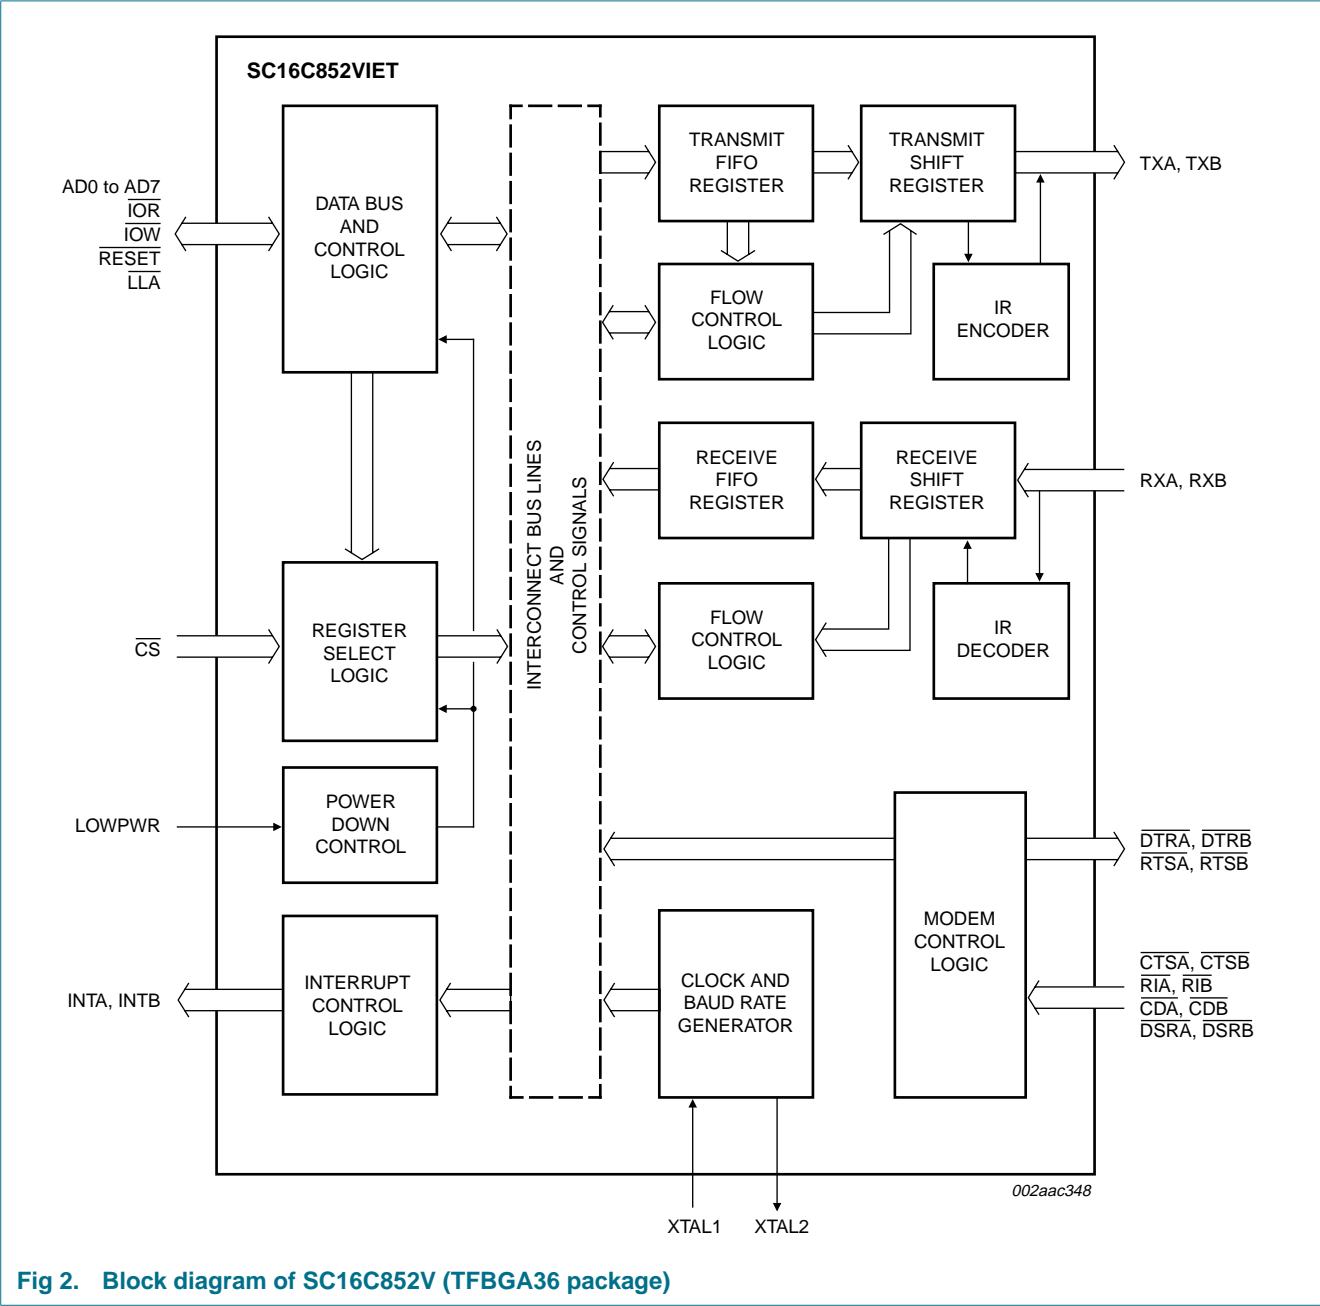 SC16C852VIET
AD0 to AD7
IOR
IOW
RESET
LLA
DATA BUS
AND
CONTROL
LOGIC
TRANSMIT
FIFO
REGISTER
TRANSMIT
SHIFT
REGISTER
TXA, TXB
FLOW
CONTROL
LOGIC
IR
ENCODER
INTERCONNECT BUS LINES
AND
CONTROL SIGNALS
RECEIVE
FIFO
REGISTER
RECEIVE
SHIFT
REGISTER
RXA, RXB
CS
REGISTER
SELECT
LOGIC
FLOW
CONTROL
LOGIC
IR
DECODER
LOWPWR
POWER
DOWN
CONTROL
DTRA, DTRB
RTSA, RTSB
MODEM
CONTROL
LOGIC
INTA, INTB
INTERRUPT
CONTROL
LOGIC
CLOCK AND
BAUD RATE
GENERATOR
CTSA, CTSB
RIA, RIB
CDA, CDB
DSRA, DSRB
002aac348
XTAL1
XTAL2
Fig 2. Block diagram of SC16C852V (TFBGA36 package)